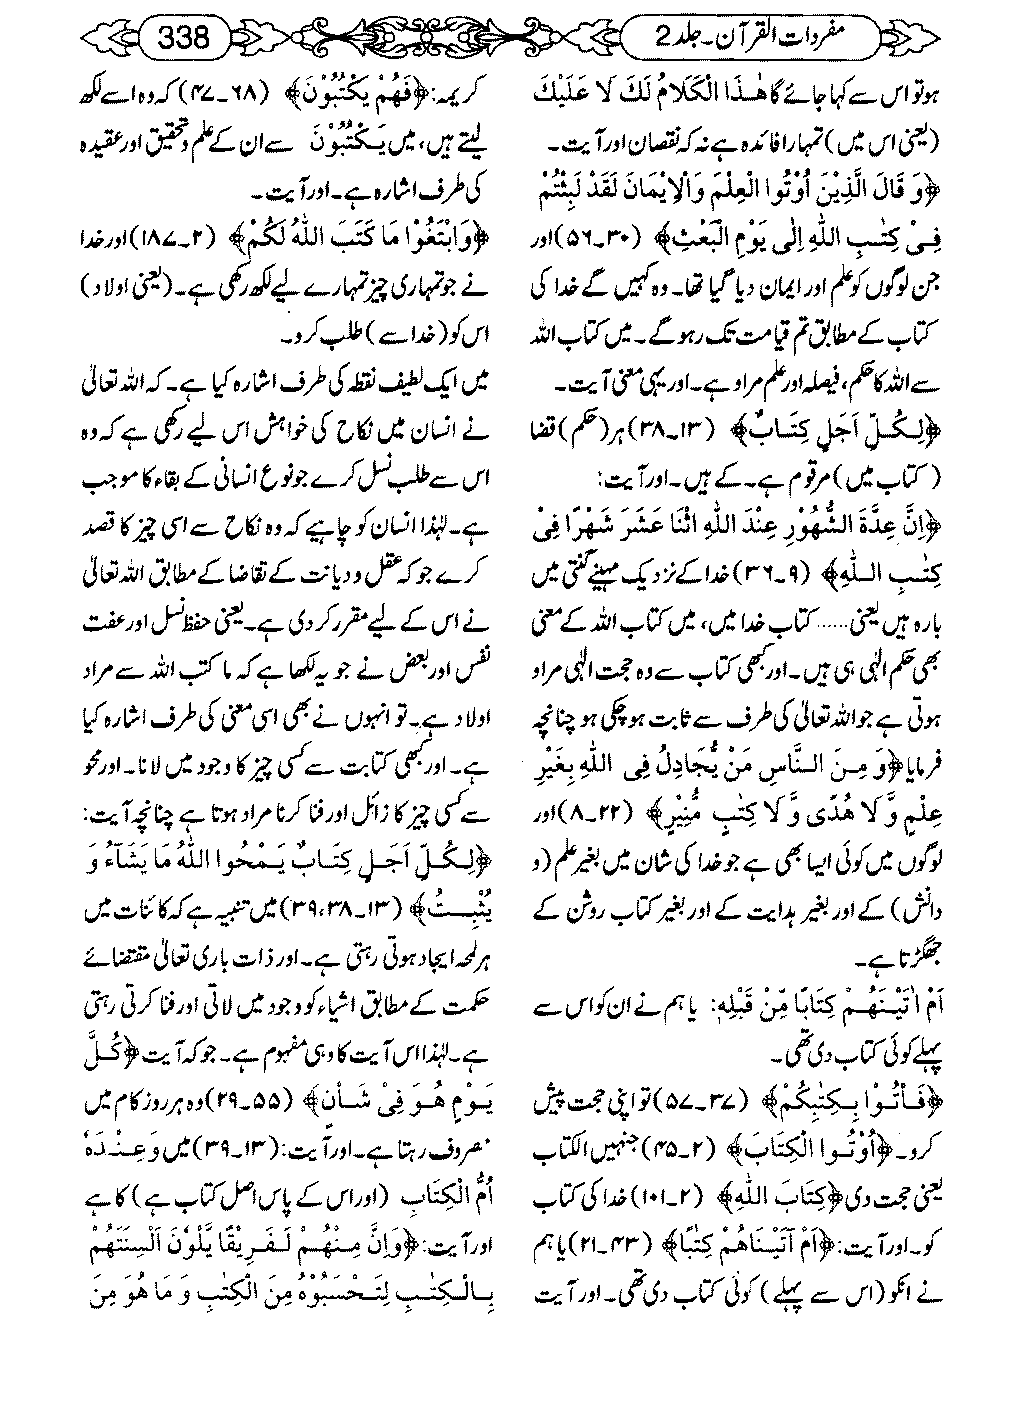 مفردات القرآن۔ جلد 2
338
ہو تو اس سے کہا جائے گا هٰذَا الْكَلَامُ لَكَ لَا عَلَيْكَ
(یعنی اس میں) تمہارا فائدہ ہے نہ کہ نقصان اور آیت۔
﴿وَ قَالَ الَّذِيْنَ اُوْتُوا الْعِلْمَ وَالْاِيْمَانَ لَقَدْ لَبِثْتُمْ
فِىْ كِتٰبِ اللّٰهِ اِلٰى يَوْمِ الْبَعْثِ﴾ (۳۰۔۵۶) اور
جن لوگوں کو علم اور ایمان دیا گیا تھا۔ وہ کہیں گے خدا کی
کتاب کے مطابق تم قیامت تک رہو گے۔ میں کتاب اللہ
سے اللہ کا حکم، فیصلہ اور علم مراد ہے۔ اور یہی معنی آیت۔
﴿لِكُلِّ اَجَلٍ كِتَابٌ﴾ (۱۳۔۳۸) ہر (حکم) قضا
(کتاب میں) مرقوم ہے۔ کے ہیں۔ اور آیت:
﴿اِنَّ عِدَّةَ الشُّهُوْرِ عِنْدَ اللّٰهِ اثْنَا عَشَرَ شَهْرًا فِىْ
كِتٰبِ اللّٰهِ﴾ (۹۔۳۶) خدا کے نزدیک مہینے گنتی میں
بارہ ہیں یعنی...... کتاب خدا میں، میں کتاب اللہ کے معنی
بھی حکم الٰہی ہی ہیں۔ اور کبھی کتاب سے وہ حجت الٰہی مراد
ہوتی ہے جو اللہ تعالیٰ کی طرف سے ثابت ہو چکی ہو چنانچہ
فرمایا ﴿وَ مِنَ النَّاسِ مَنْ يُّجَادِلُ فِى اللّٰهِ بِغَيْرِ
عِلْمٍ وَّ لَا هُدًى وَّ لَا كِتٰبٍ مُّنِيْرٍ﴾ (۲۲۔۸) اور
لوگوں میں کوئی ایسا بھی ہے جو خدا کی شان میں بغیر علم (و
دانش) کے اور بغیر ہدایت کے اور بغیر کتاب روشن کے
جھگڑتا ہے۔
اَمْ اٰتَيْنٰهُمْ كِتَابًا مِّنْ قَبْلِهٖ: یا ہم نے ان کو اس سے
پہلے کوئی کتاب دی تھی۔
﴿فَاْتُوْا بِكِتٰبِكُمْ﴾ (۳۷۔۵۷) تو اپنی حجت پیش
کرو۔ ﴿اُوْتُوا الْكِتَابَ﴾ (۲۔۴۵) جنہیں الکتاب
یعنی حجت دی ﴿كِتَابَ اللّٰهِ﴾ (۲۔۱۰۱) خدا کی کتاب
کو۔ اور آیت: ﴿اَمْ آتَيْنَاهُمْ كِتٰبًا﴾ (۴۳۔۲۱) یا ہم
نے انکو (اس سے پہلے) کوئی کتاب دی تھی۔ اور آیت
کریمہ: ﴿فَهُمْ يَكْتُبُوْنَ﴾ (۶۸۔۴۷) کہ وہ اسے لکھ
لیتے ہیں، میں يَكْتُبُوْنَ سے ان کے علم و تحقیق اور عقیدہ
کی طرف اشارہ ہے۔ اور آیت۔
﴿وَابْتَغُوْا مَا كَتَبَ اللّٰهُ لَكُمْ﴾ (۲۔۱۸۷) اور خدا
نے جو تمہاری چیز تمہارے لیے لکھ رکھی ہے۔ (یعنی اولاد)
اس کو (خدا سے) طلب کرو۔
میں ایک لطیف نقطہ کی طرف اشارہ کیا ہے۔ کہ اللہ تعالیٰ
نے انسان میں نکاح کی خواہش اس لیے رکھی ہے کہ وہ
اس سے طلب نسل کرے جو نوع انسانی کے بقاء کا موجب
ہے۔ لہٰذا انسان کو چاہیے کہ وہ نکاح سے اسی چیز کا قصد
کرے جو کہ عقل و دیانت کے تقاضا کے مطابق اللہ تعالیٰ
نے اس کے لیے مقرر کر دی ہے۔ یعنی حفظ نسل اور عفت
نفس اور بعض نے جو یہ لکھا ہے کہ ما کتب اللہ سے مراد
اولاد ہے۔ تو انہوں نے بھی اسی معنی کی طرف اشارہ کیا
ہے۔ اور کبھی کتابت سے کسی چیز کا وجود میں لانا۔ اور محو
سے کسی چیز کا زائل اور فنا کرنا مراد ہوتا ہے چنانچہ آیت:
﴿لِكُلِّ اَجَلٍ كِتَابٌ يَمْحُوا اللّٰهُ مَا يَشَآءُ وَ
يُثْبِتُ﴾ (۱۳۔۳۸، ۳۹) میں تنبیہ ہے کہ کائنات میں
ہر لمحہ ایجاد ہوتی رہتی ہے۔ اور ذات باری تعالیٰ مقتضائے
حکمت کے مطابق اشیاء کو وجود میں لاتی اور فنا کرتی رہتی
ہے۔ لہٰذا اس آیت کا وہی مفہوم ہے۔ جو کہ آیت ﴿كُلَّ
يَوْمٍ هُوَ فِىْ شَاْنٍ﴾ (۵۵۔۲۹) وہ ہر روز کام میں
مصروف رہتا ہے۔ اور آیت: (۱۳۔۳۹) میں وَعِنْدَهٗ
اُمُّ الْكِتَابِ (اور اس کے پاس اصل کتاب ہے) کا ہے
اور آیت: ﴿وَاِنَّ مِنْهُمْ لَفَرِيْقًا يَّلْوٗنَ اَلْسِنَتَهُمْ
بِالْكِتٰبِ لِتَحْسَبُوْهُ مِنَ الْكِتٰبِ وَ مَا هُوَ مِنَ